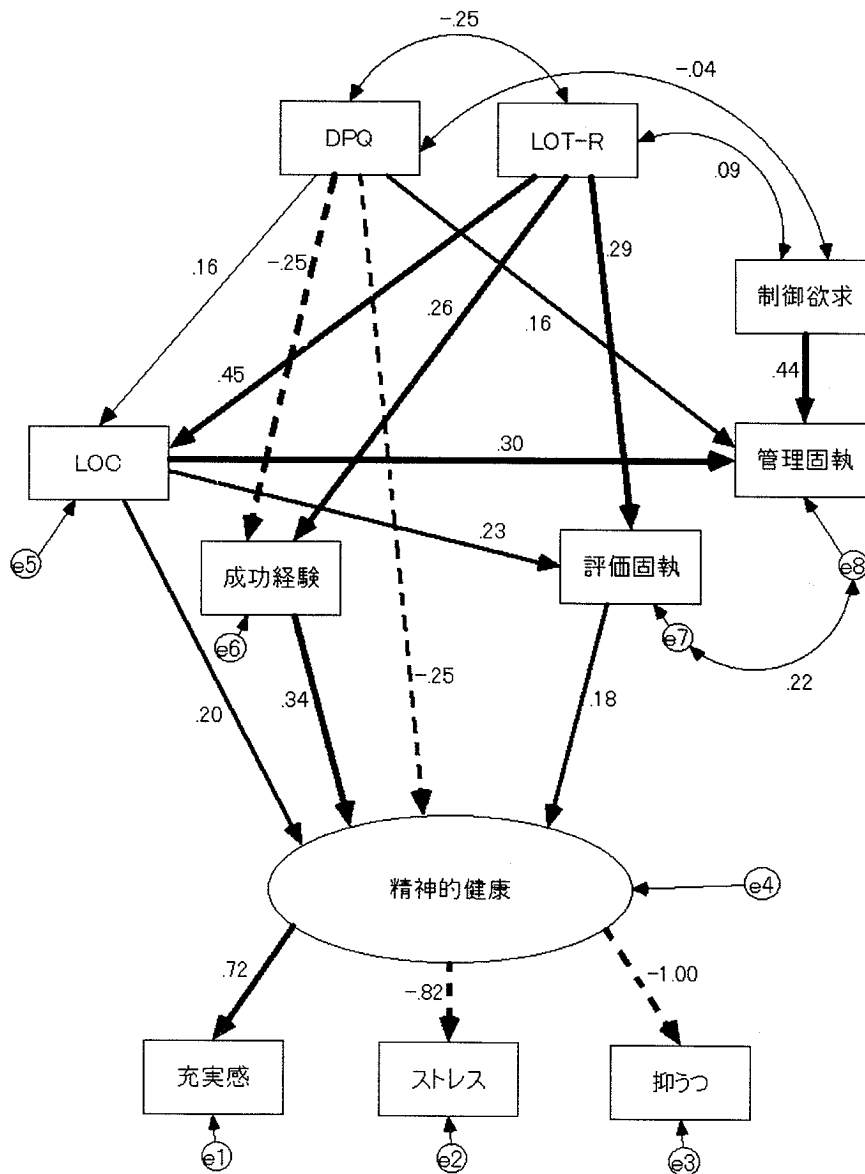 -.25
-.04
DPQ
LOT-R
.09
.16
-.25
.26
.29
制御欲求
.16
.45
.44
LOC
.30
管理固執
e5
.23
成功経験
評価固執
e8
e6
e7
-.25
.22
.20
.34
.18
精神的健康
e4
.72
-.82
-1.00
充実感
ストレス
抑うつ
e1
e2
e3